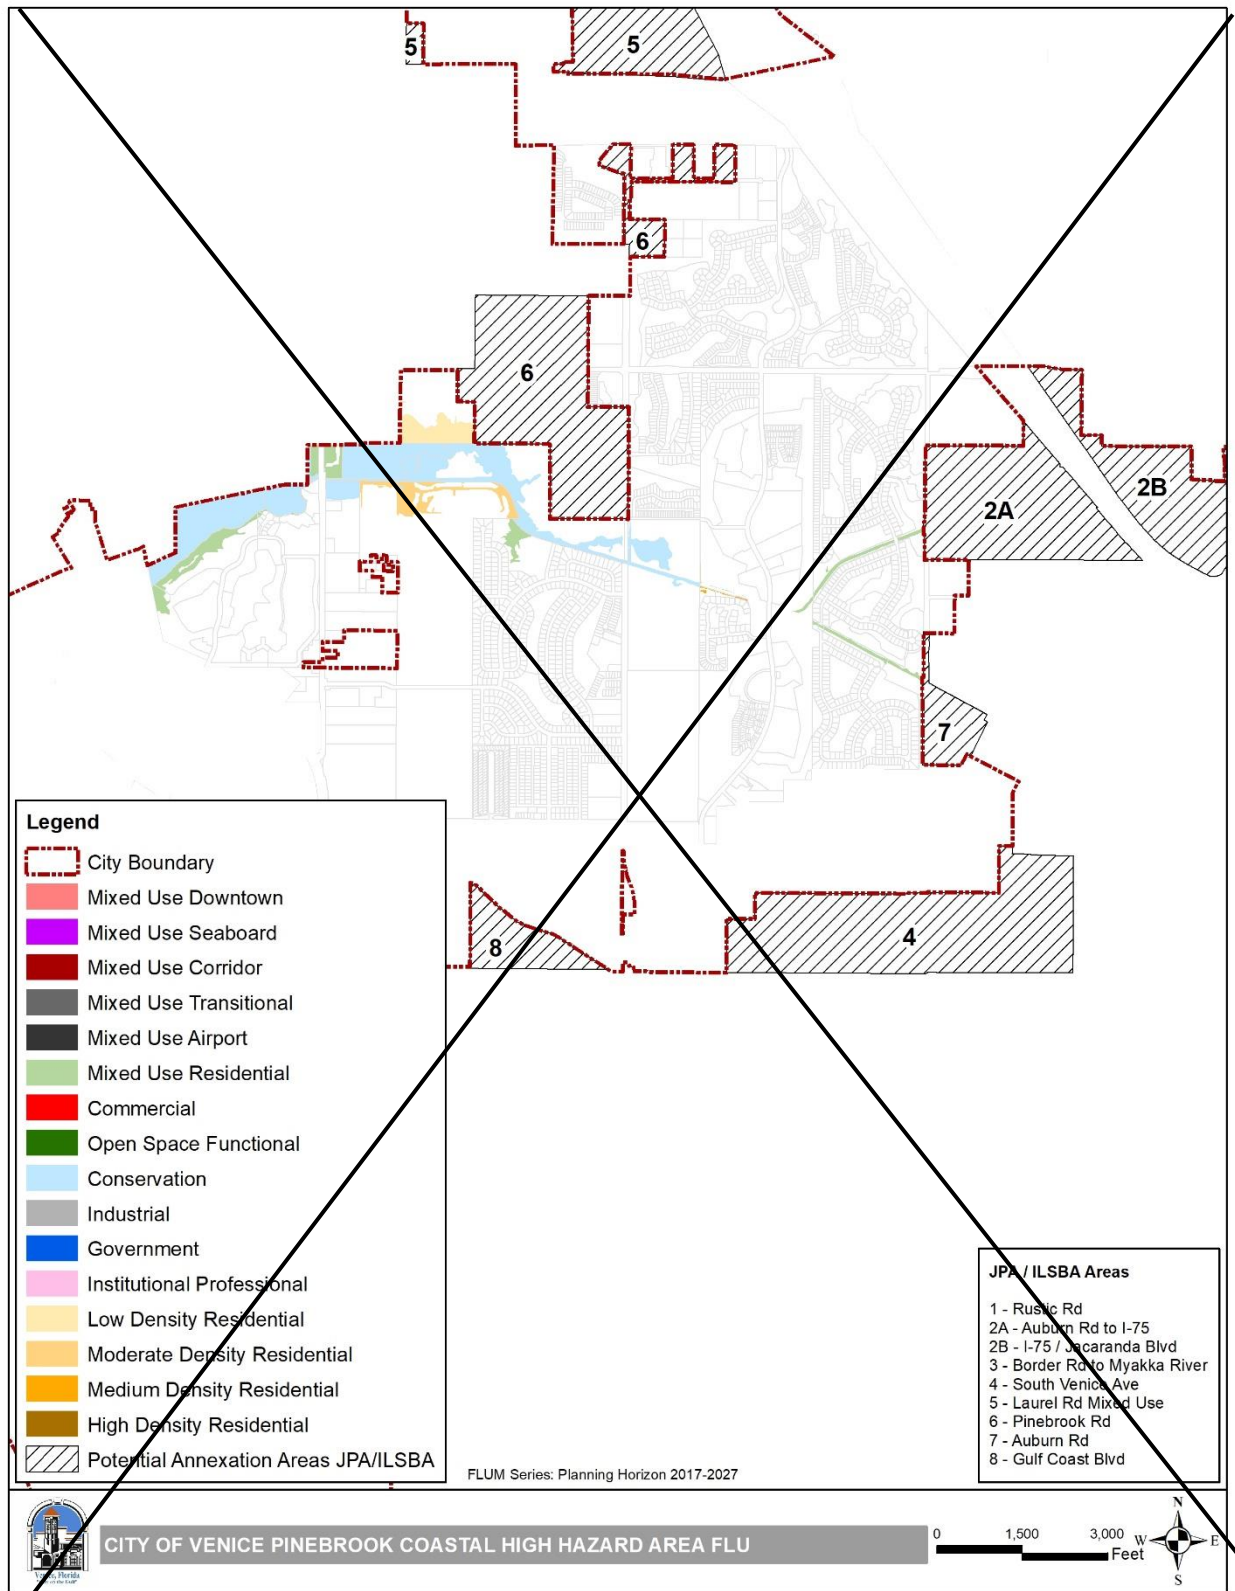 5
5
6
6
2A
2B
7
4
8
Legend
City Boundary
Mixed Use Downtown
Mixed Use Seaboard
Mixed Use Corridor
Mixed Use Transitional
Mixed Use Airport
Mixed Use Residential
Commercial
Open Space Functional
Conservation
Industrial
Government
Institutional Professional
Low Density Residential
Moderate Density Residential
Medium Density Residential
High Density Residential
Potential Annexation Areas JPA/ILSBA
JPA / ILSBA Areas
1 - Rustic Rd
2A - Auburn Rd to I-75
2B - I-75 / Jacaranda Blvd
3 - Border Rd to Myakka River
4 - South Venice Ave
5 - Laurel Rd Mixed Use
6 - Pinebrook Rd
7 - Auburn Rd
8 - Gulf Coast Blvd
FLUM Series: Planning Horizon 2017-2027
Venice, Florida
CITY OF VENICE PINEBROOK COASTAL HIGH HAZARD AREA FLU
0 1,500 3,000
Feet
N
W E
S